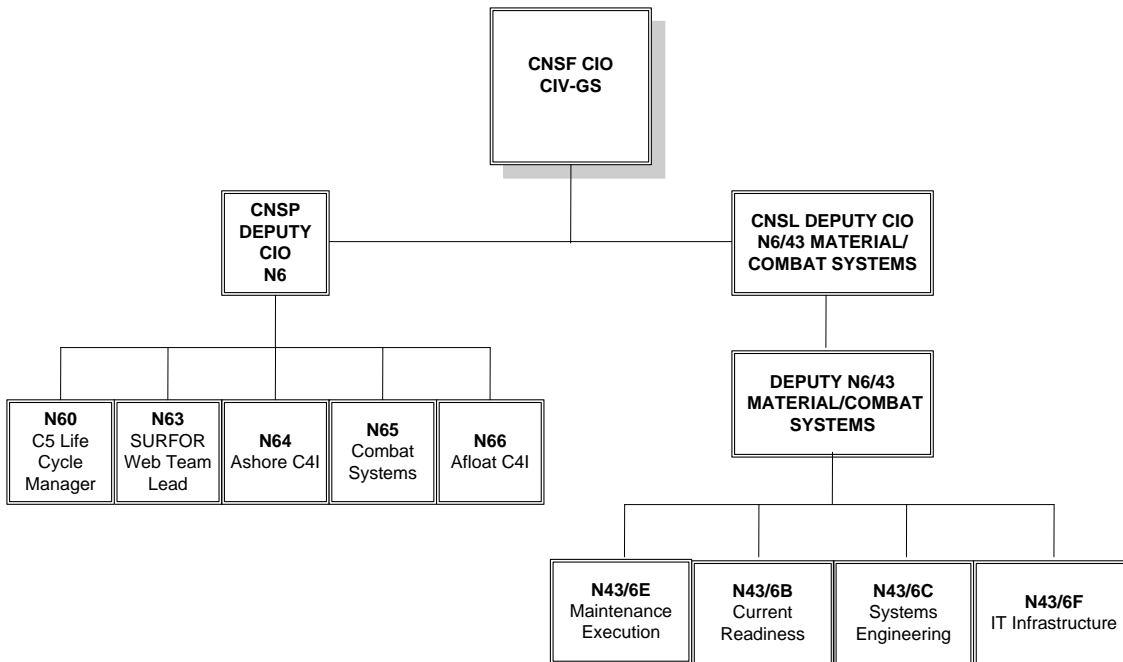 CNSF CIO
CIV-GS
CNSP
DEPUTY
CIO
N6
CNSL DEPUTY CIO
N6/43 MATERIAL/
COMBAT SYSTEMS
DEPUTY N6/43
MATERIAL/COMBAT
SYSTEMS
N60
C5 Life
Cycle
Manager
N63
SURFOR
Web Team
Lead
N64
Ashore C4I
N65
Combat
Systems
N66
Afloat C4I
N43/6E
Maintenance
Execution
N43/6B
Current
Readiness
N43/6C
Systems
Engineering
N43/6F
IT Infrastructure